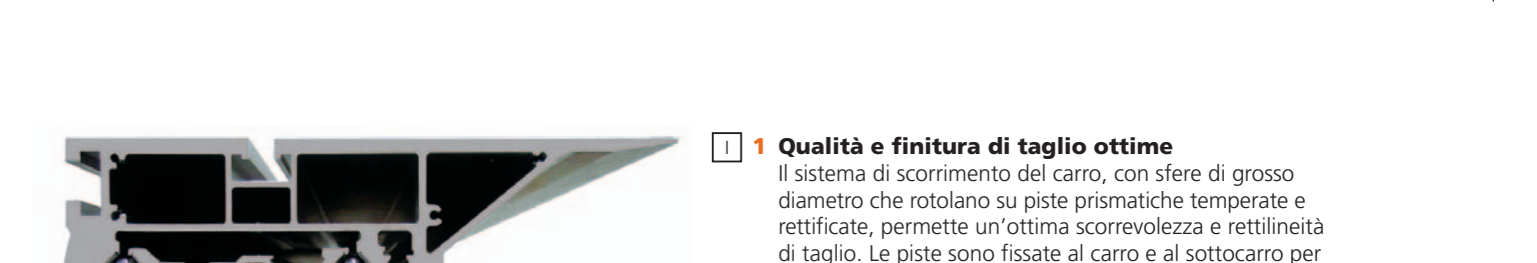 I 1 Qualità e finitura di taglio ottime
Il sistema di scorrimento del carro, con sfere di grosso
diametro che rotolano su piste prismatiche temperate e
rettificate, permette un'ottima scorrevolezza e rettilineità
di taglio. Le piste sono fissate al carro e al sottocarro per